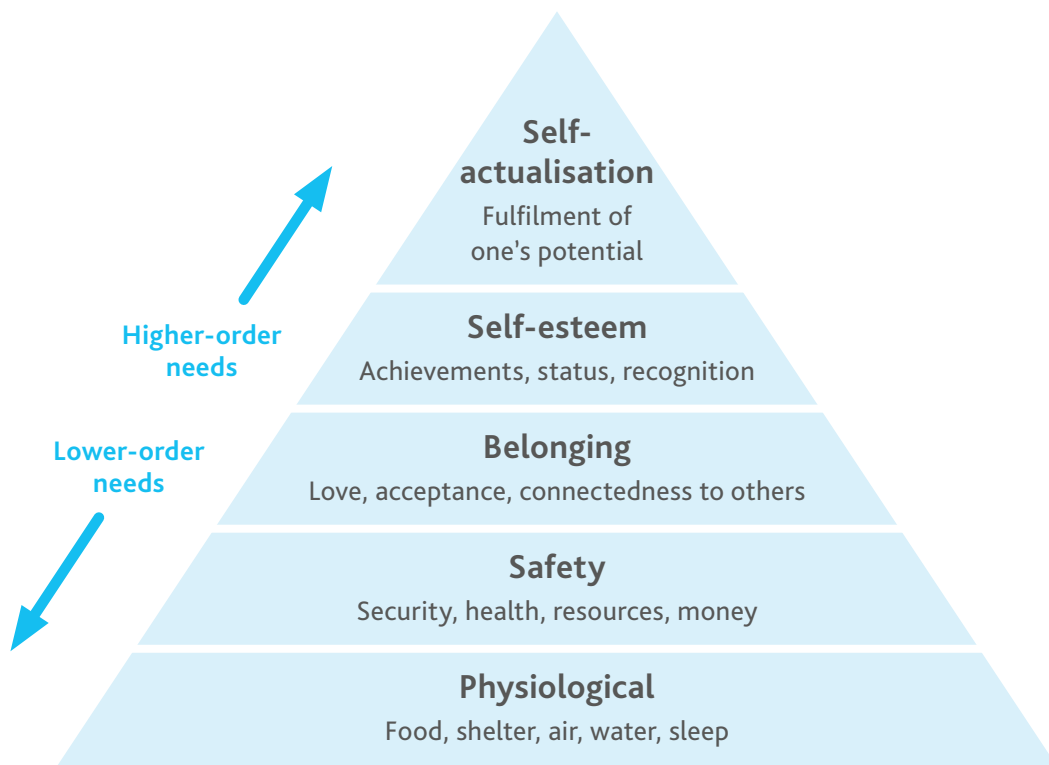 Self-
actualisation
Fulfilment of
one's potential
Higher-order
needs
Self-esteem
Achievements, status, recognition
Lower-order
needs
Belonging
Love, acceptance, connectedness to others
Safety
Security, health, resources, money
Physiological
Food, shelter, air, water, sleep